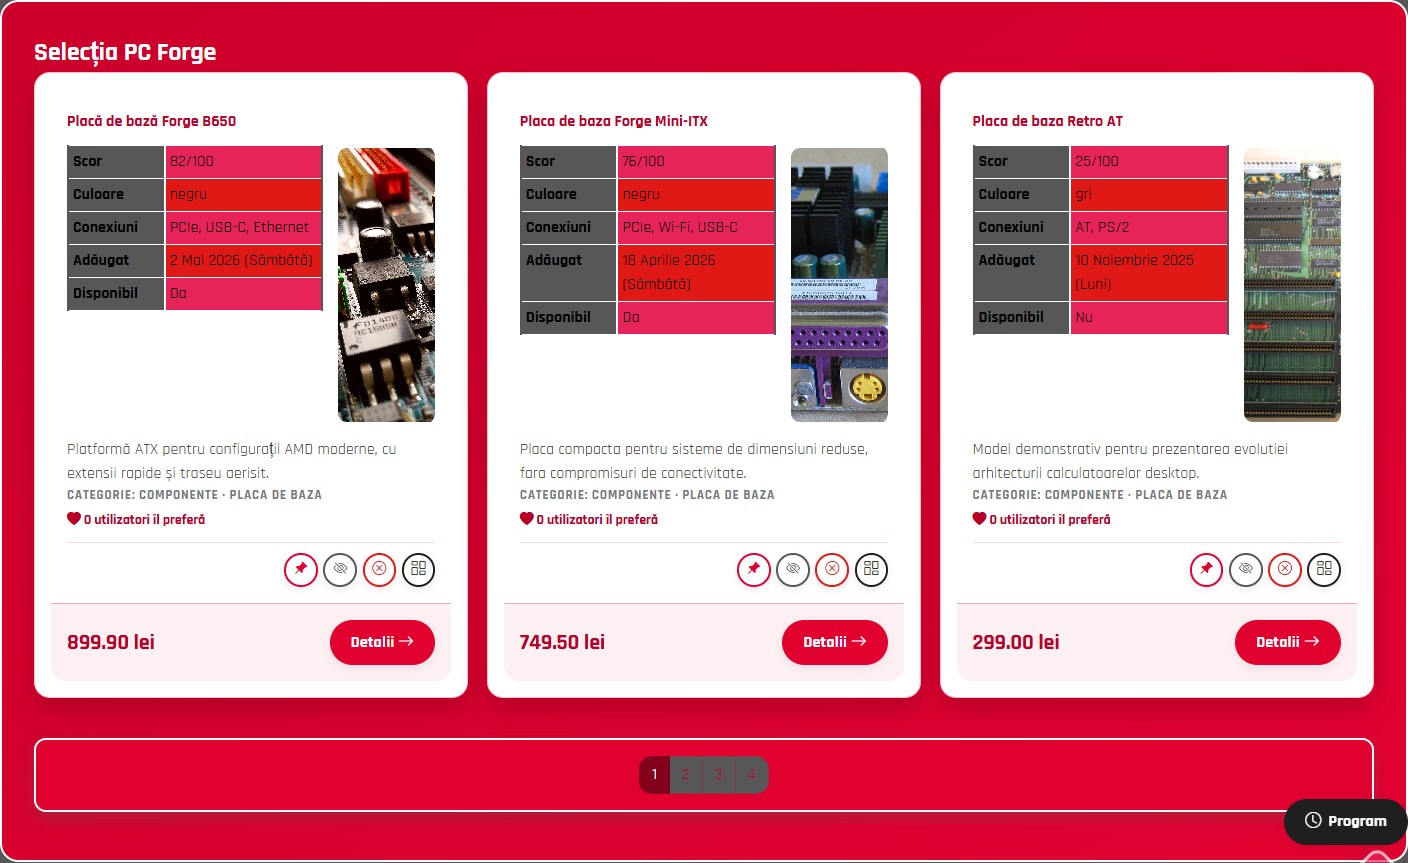 Selecția PC Forge
Placă de bază Forge B650
Scor 82/100
Culoare negru
Conexiuni PCIe, USB-C, Ethernet
Adăugat 2 Mai 2026 (Sâmbătă)
Disponibil Da
Platformă ATX pentru configurații AMD moderne, cu
extensii rapide și traseu aerisit.
CATEGORIE: COMPONENTE · PLACA DE BAZA
0 utilizatori îl preferă
899.90 lei
Detalii →
Placa de baza Forge Mini-ITX
Scor 76/100
Culoare negru
Conexiuni PCIe, Wi-Fi, USB-C
Adăugat 18 Aprilie 2026
(Sâmbătă)
Disponibil Da
Placa compacta pentru sisteme de dimensiuni reduse,
fara compromisuri de conectivitate.
CATEGORIE: COMPONENTE · PLACA DE BAZA
0 utilizatori îl preferă
749.50 lei
Detalii →
Placa de baza Retro AT
Scor 25/100
Culoare gri
Conexiuni AT, PS/2
Adăugat 10 Noiembrie 2025
(Luni)
Disponibil Nu
Model demonstrativ pentru prezentarea evolutiei
arhitecturii calculatoarelor desktop.
CATEGORIE: COMPONENTE · PLACA DE BAZA
0 utilizatori îl preferă
299.00 lei
Detalii →
1 2 3 4
Program